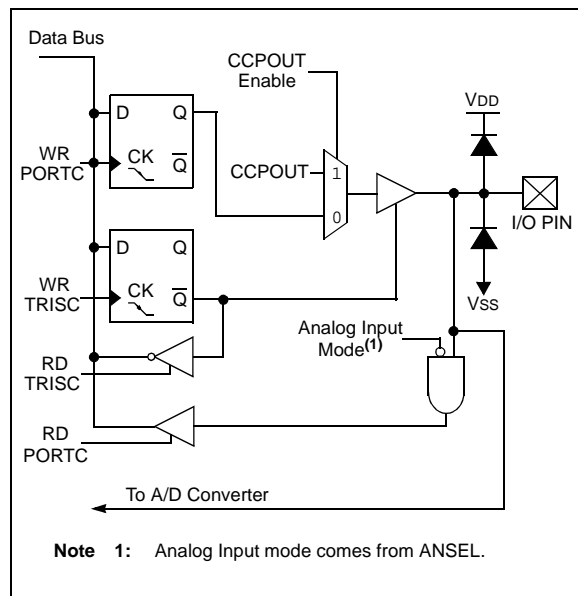 Data Bus
CCPOUT
Enable
VDD
D Q
WR
PORTC
CK Q
CCPOUT
1
0
I/O PIN
D Q
WR
TRISC
CK Q
VSS
Analog Input
Mode(1)
RD
TRISC
RD
PORTC
To A/D Converter
Note 1: Analog Input mode comes from ANSEL.